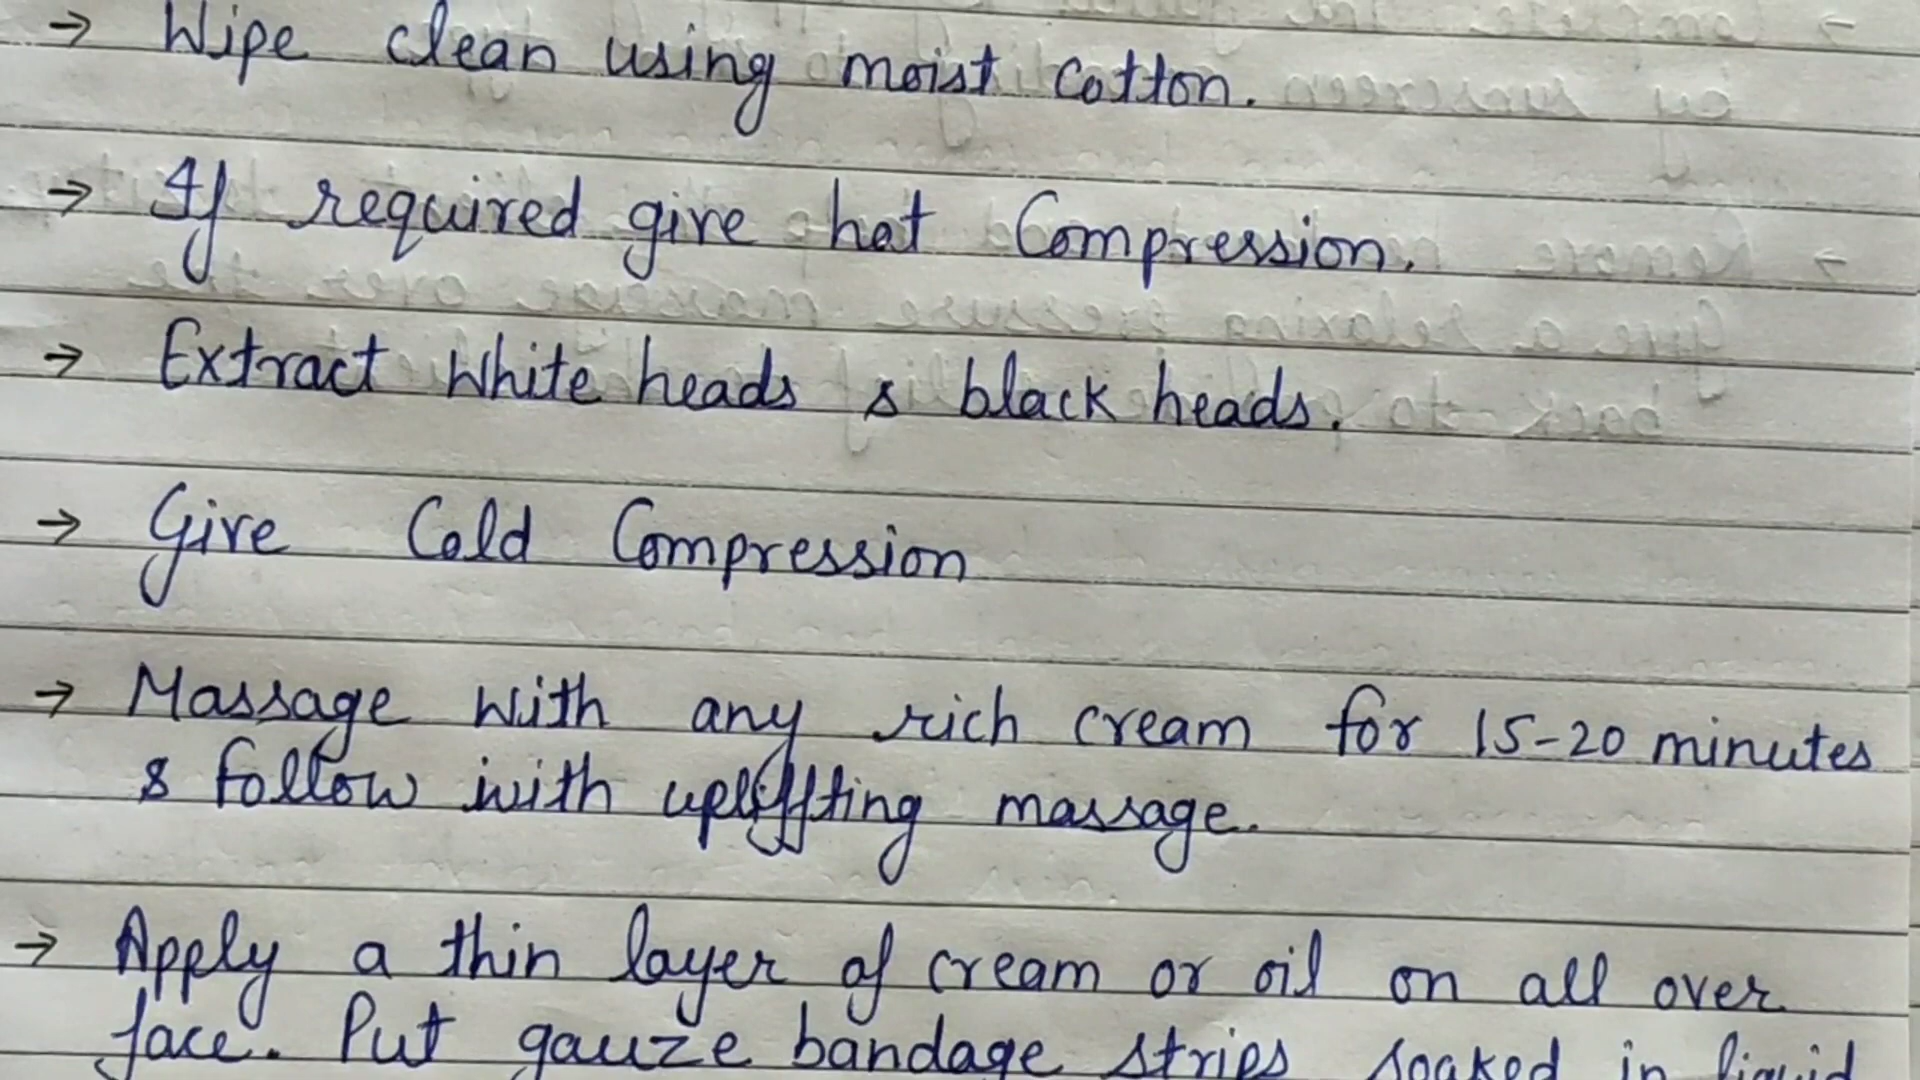 → Wipe clean using moist cotton.
→ If required give hot Compression.
→ Extract White heads & black heads.
→ Give Cold Compression
→ Massage with any rich cream for 15-20 minutes
& follow with upliffting massage.
→ Apply a thin layer of cream or oil on all over
face. Put gauze bandage strips soaked in liquid